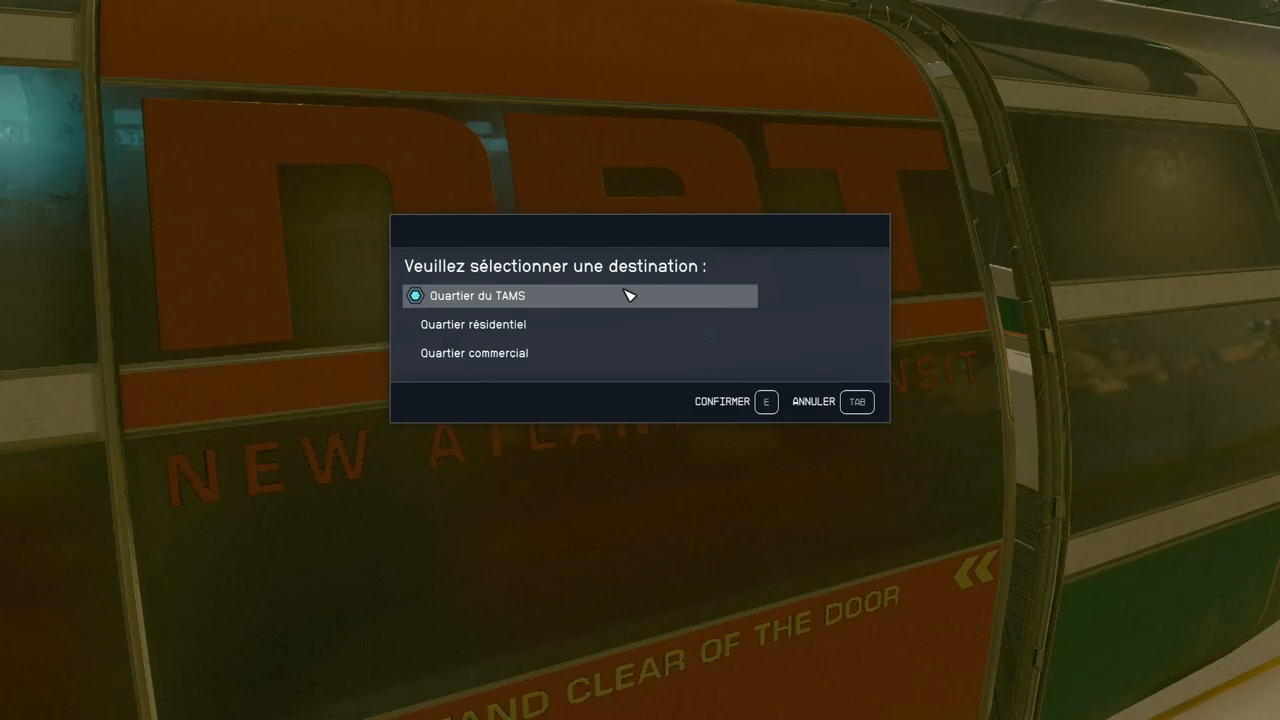 NAT
Veuillez sélectionner une destination :
Quartier du TAMS
Quartier résidentiel
Quartier commercial
CONFIRMER E ANNULER TAB
NEW ATLAN NSIT
AND CLEAR OF THE DOOR